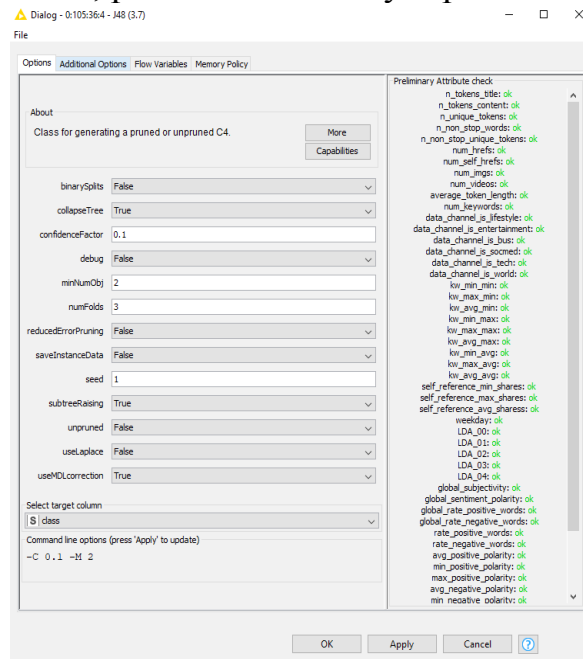 Dialog - 0:105:36:4 - J48 (3.7)
File
Options Additional Options Flow Variables Memory Policy
About
Class for generating a pruned or unpruned C4.
More
Capabilities
binarySplits False
collapseTree True
confidenceFactor 0.1
debug False
minNumObj 2
numFolds 3
reducedErrorPruning False
saveInstanceData False
seed 1
subtreeRaising True
unpruned False
useLaplace False
useMDLcorrection True
Select target column
S class
Command line options (press 'Apply' to update)
-C 0.1 -M 2
Preliminary Attribute check
n_tokens_title: ok
n_tokens_content: ok
n_unique_tokens: ok
n_non_stop_words: ok
n_non_stop_unique_tokens: ok
num_hrefs: ok
num_self_hrefs: ok
num_imgs: ok
num_videos: ok
average_token_length: ok
num_keywords: ok
data_channel_is_lifestyle: ok
data_channel_is_entertainment: ok
data_channel_is_bus: ok
data_channel_is_socmed: ok
data_channel_is_tech: ok
data_channel_is_world: ok
kw_min_min: ok
kw_max_min: ok
kw_avg_min: ok
kw_min_max: ok
kw_max_max: ok
kw_avg_max: ok
kw_min_avg: ok
kw_max_avg: ok
kw_avg_avg: ok
self_reference_min_shares: ok
self_reference_max_shares: ok
self_reference_avg_sharess: ok
weekday: ok
LDA_00: ok
LDA_01: ok
LDA_02: ok
LDA_03: ok
LDA_04: ok
global_subjectivity: ok
global_sentiment_polarity: ok
global_rate_positive_words: ok
global_rate_negative_words: ok
rate_positive_words: ok
rate_negative_words: ok
avg_positive_polarity: ok
min_positive_polarity: ok
max_positive_polarity: ok
avg_negative_polarity: ok
min_negative_polarity: ok
OK Apply Cancel ?